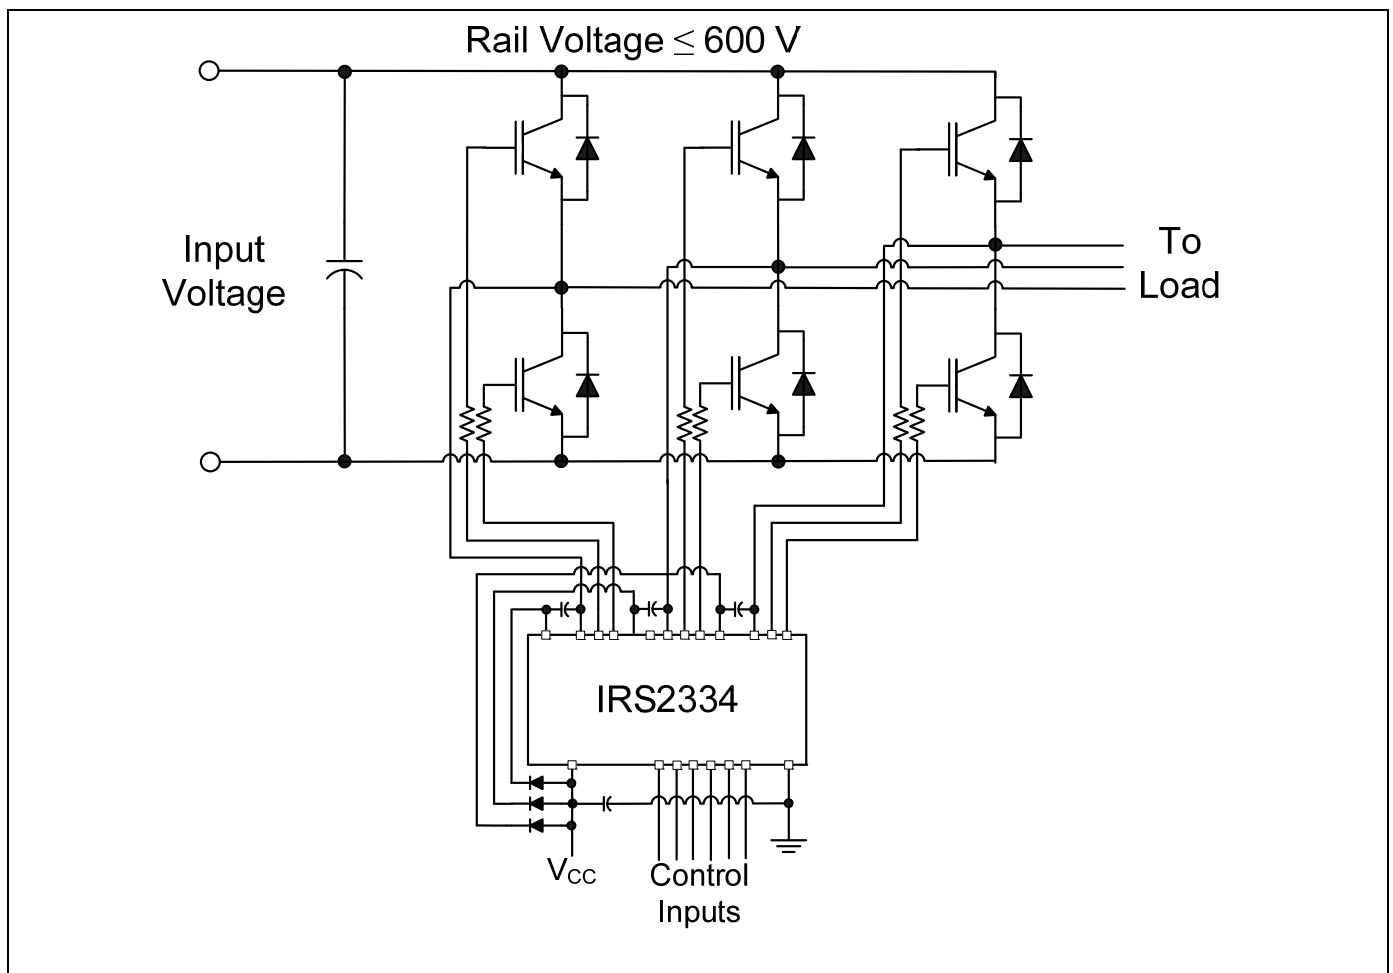 Rail Voltage ≤ 600 V
Input
Voltage
To
Load
IRS2334
VCC
Control
Inputs